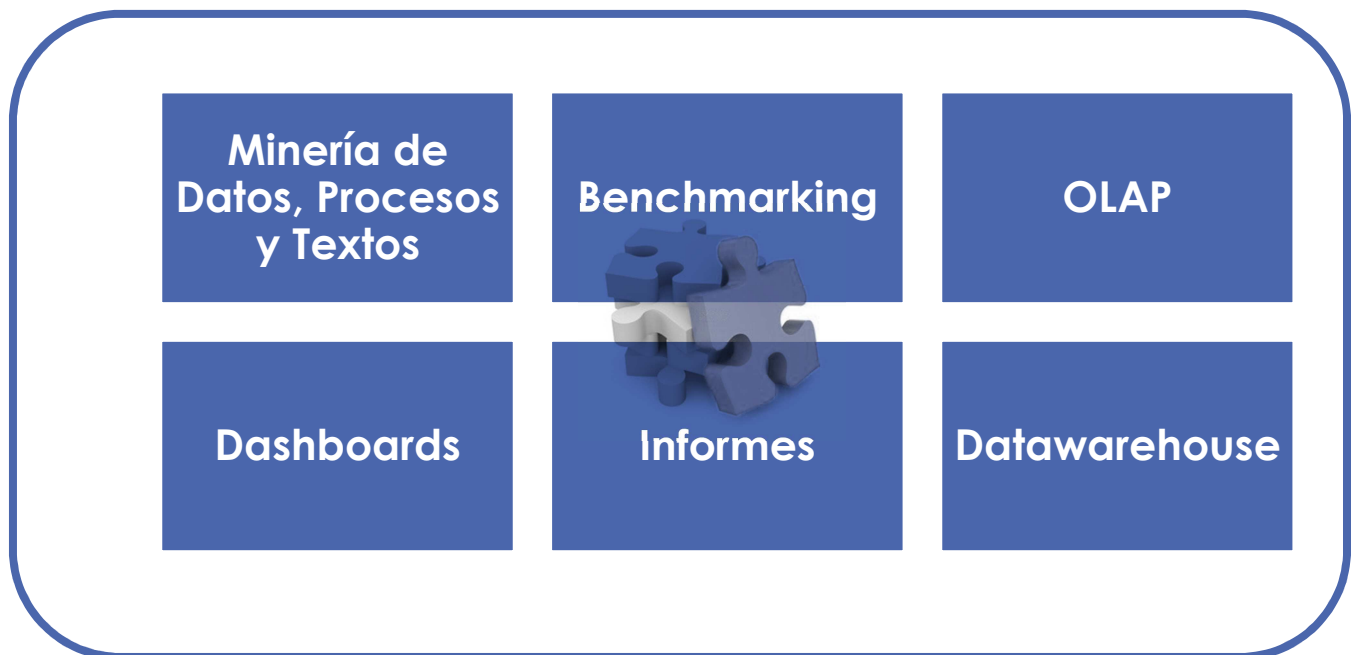 Minería de
Datos, Procesos
y Textos
Benchmarking
OLAP
Dashboards
Informes
Datawarehouse